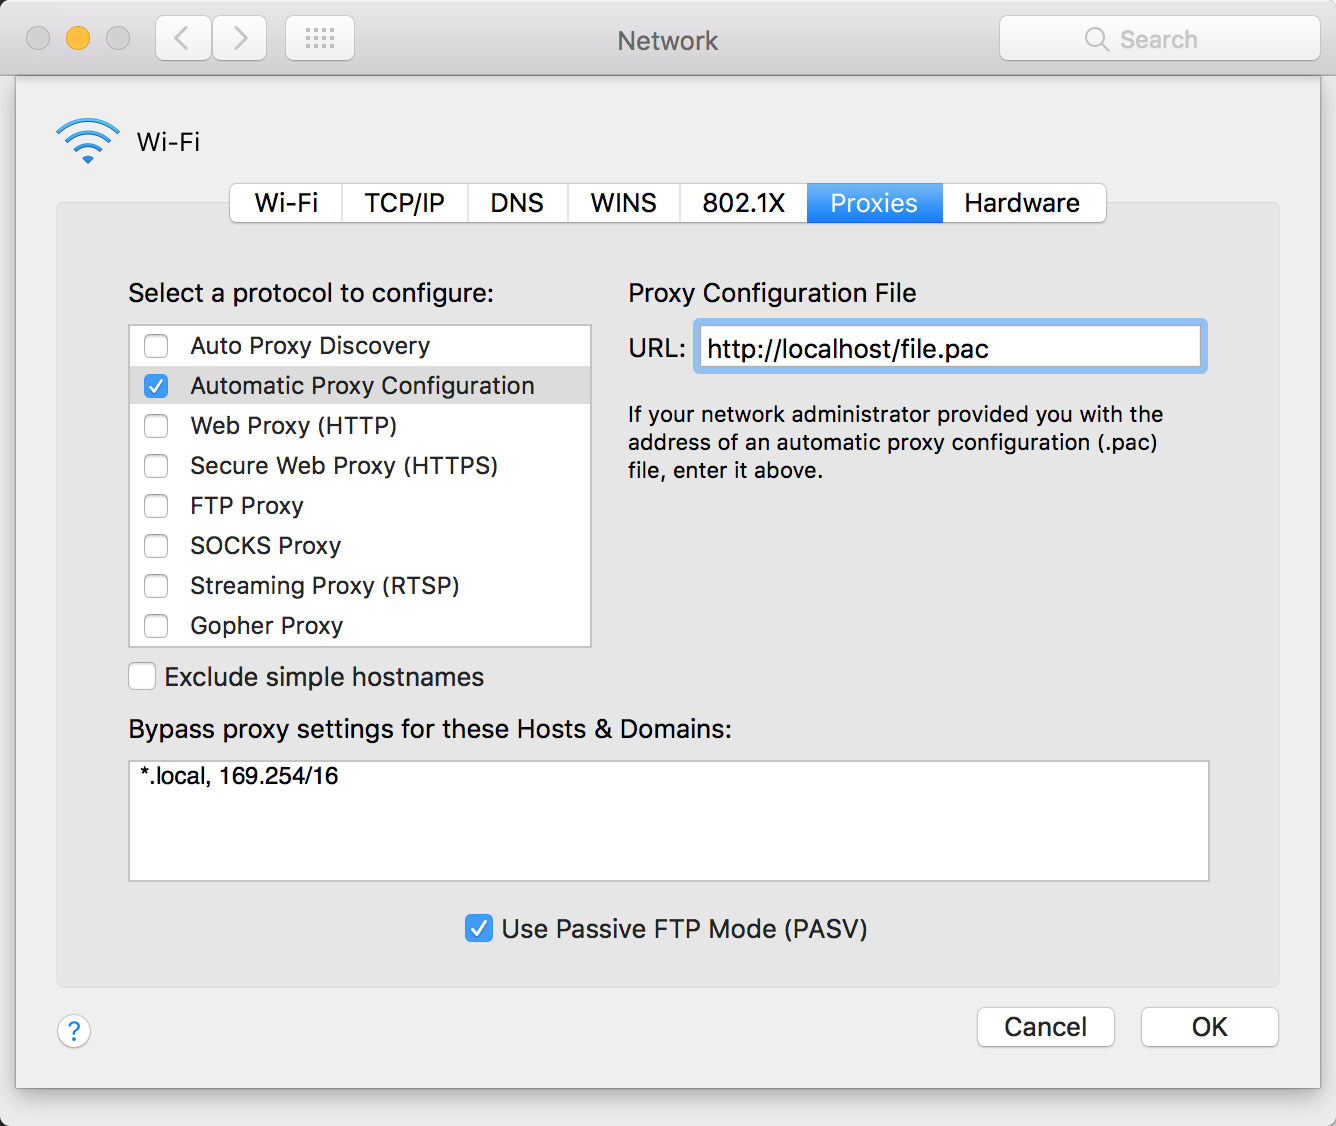 Network
Search
Wi-Fi
Wi-Fi TCP/IP DNS WINS 802.1X Proxies Hardware
Select a protocol to configure:
Auto Proxy Discovery
Automatic Proxy Configuration
Web Proxy (HTTP)
Secure Web Proxy (HTTPS)
FTP Proxy
SOCKS Proxy
Streaming Proxy (RTSP)
Gopher Proxy
Proxy Configuration File
URL: http://localhost/file.pac
If your network administrator provided you with the
address of an automatic proxy configuration (.pac)
file, enter it above.
Exclude simple hostnames
Bypass proxy settings for these Hosts & Domains:
*.local, 169.254/16
Use Passive FTP Mode (PASV)
?
Cancel
OK